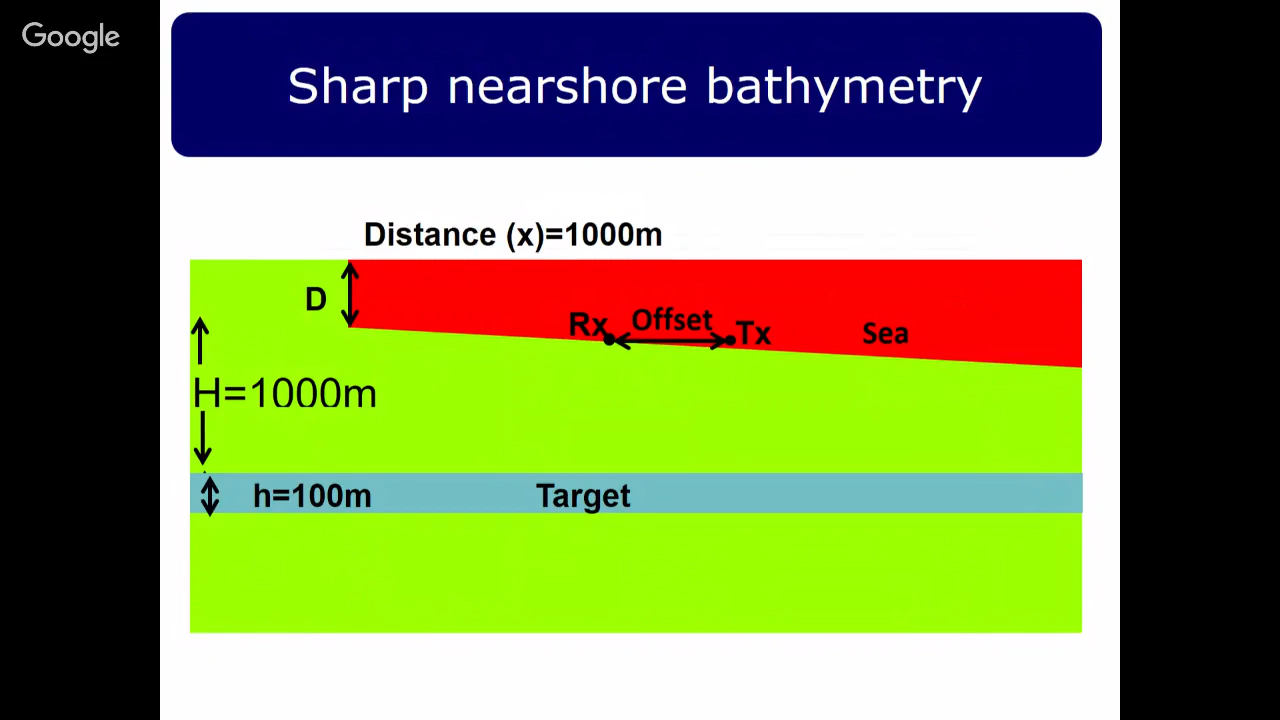 Google
Sharp nearshore bathymetry
Distance (x)=1000m
D
Rx
Offset
Tx
Sea
H=1000m
h=100m
Target